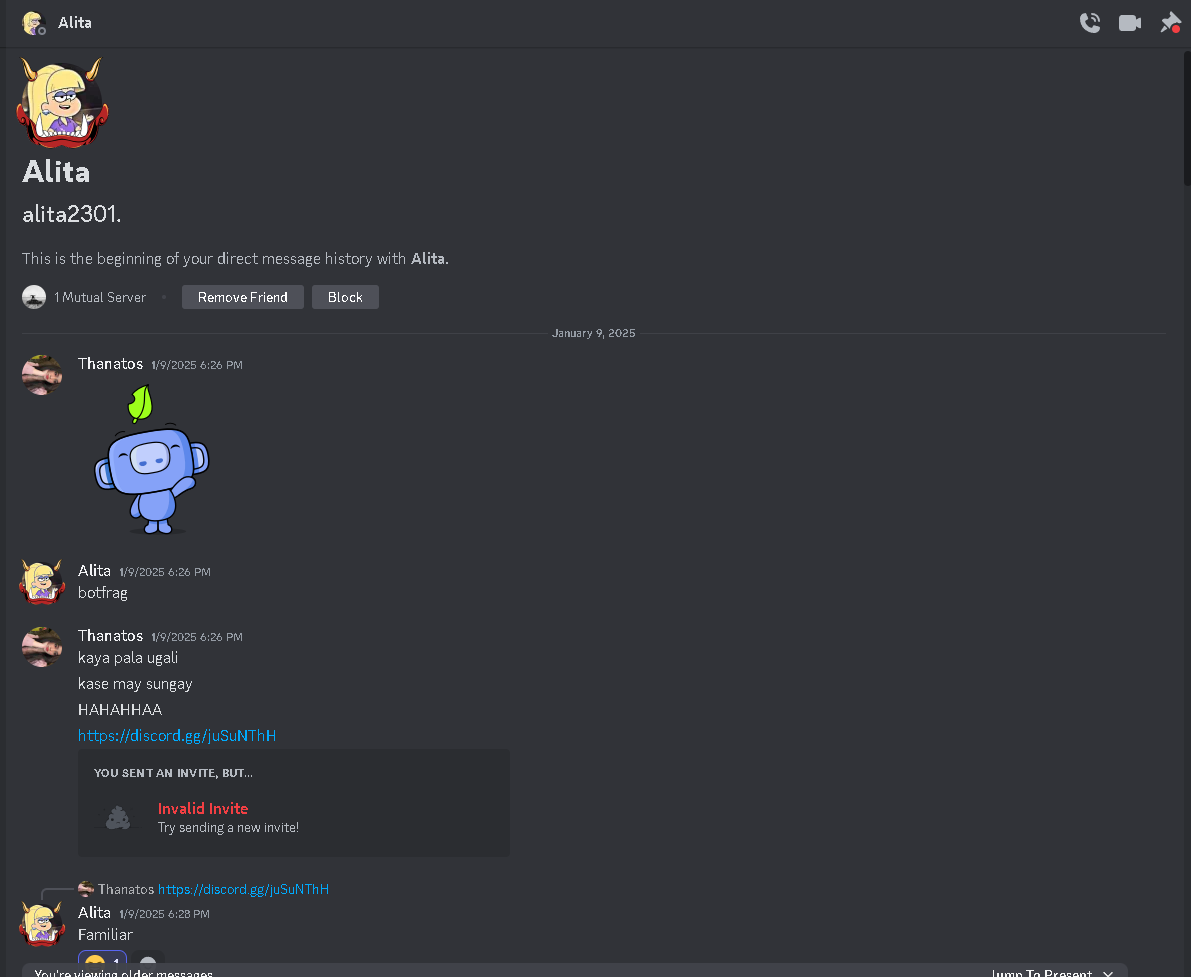 Alita
Alita
alita2301.
This is the beginning of your direct message history with Alita.
1 Mutual Server
Remove Friend
Block
January 9, 2025
Thanatos 1/9/2025 6:26 PM
Alita 1/9/2025 6:26 PM
botfrag
Thanatos 1/9/2025 6:26 PM
kaya pala ugali
kase may sungay
HAHAHHAA
https://discord.gg/juSuNThH
YOU SENT AN INVITE, BUT...
Invalid Invite
Try sending a new invite!
Thanatos https://discord.gg/juSuNThH
Alita 1/9/2025 6:28 PM
Familiar
1
You're viewing older messages
Jump To Present